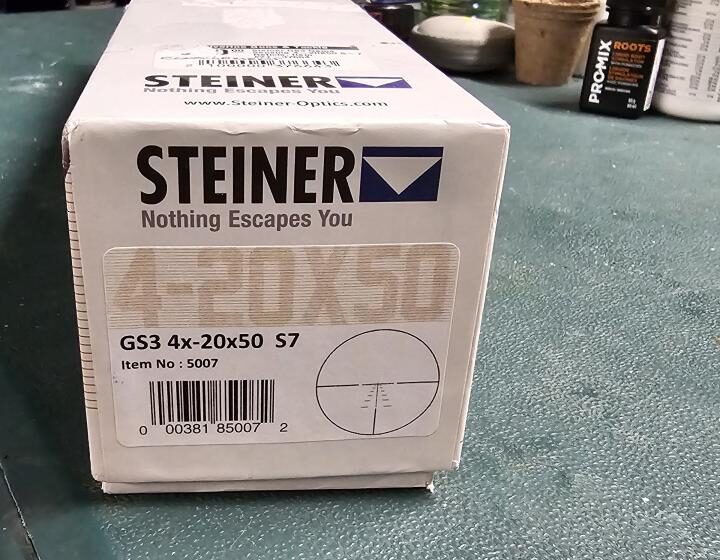 STEINER
Nothing Escapes You
www.Steiner-Optics.com
STEINER
Nothing Escapes You
4-20X50
GS3 4x-20x50 S7
Item No : 5007
0 00381 85007 2
PRO-MIX
ROOTS